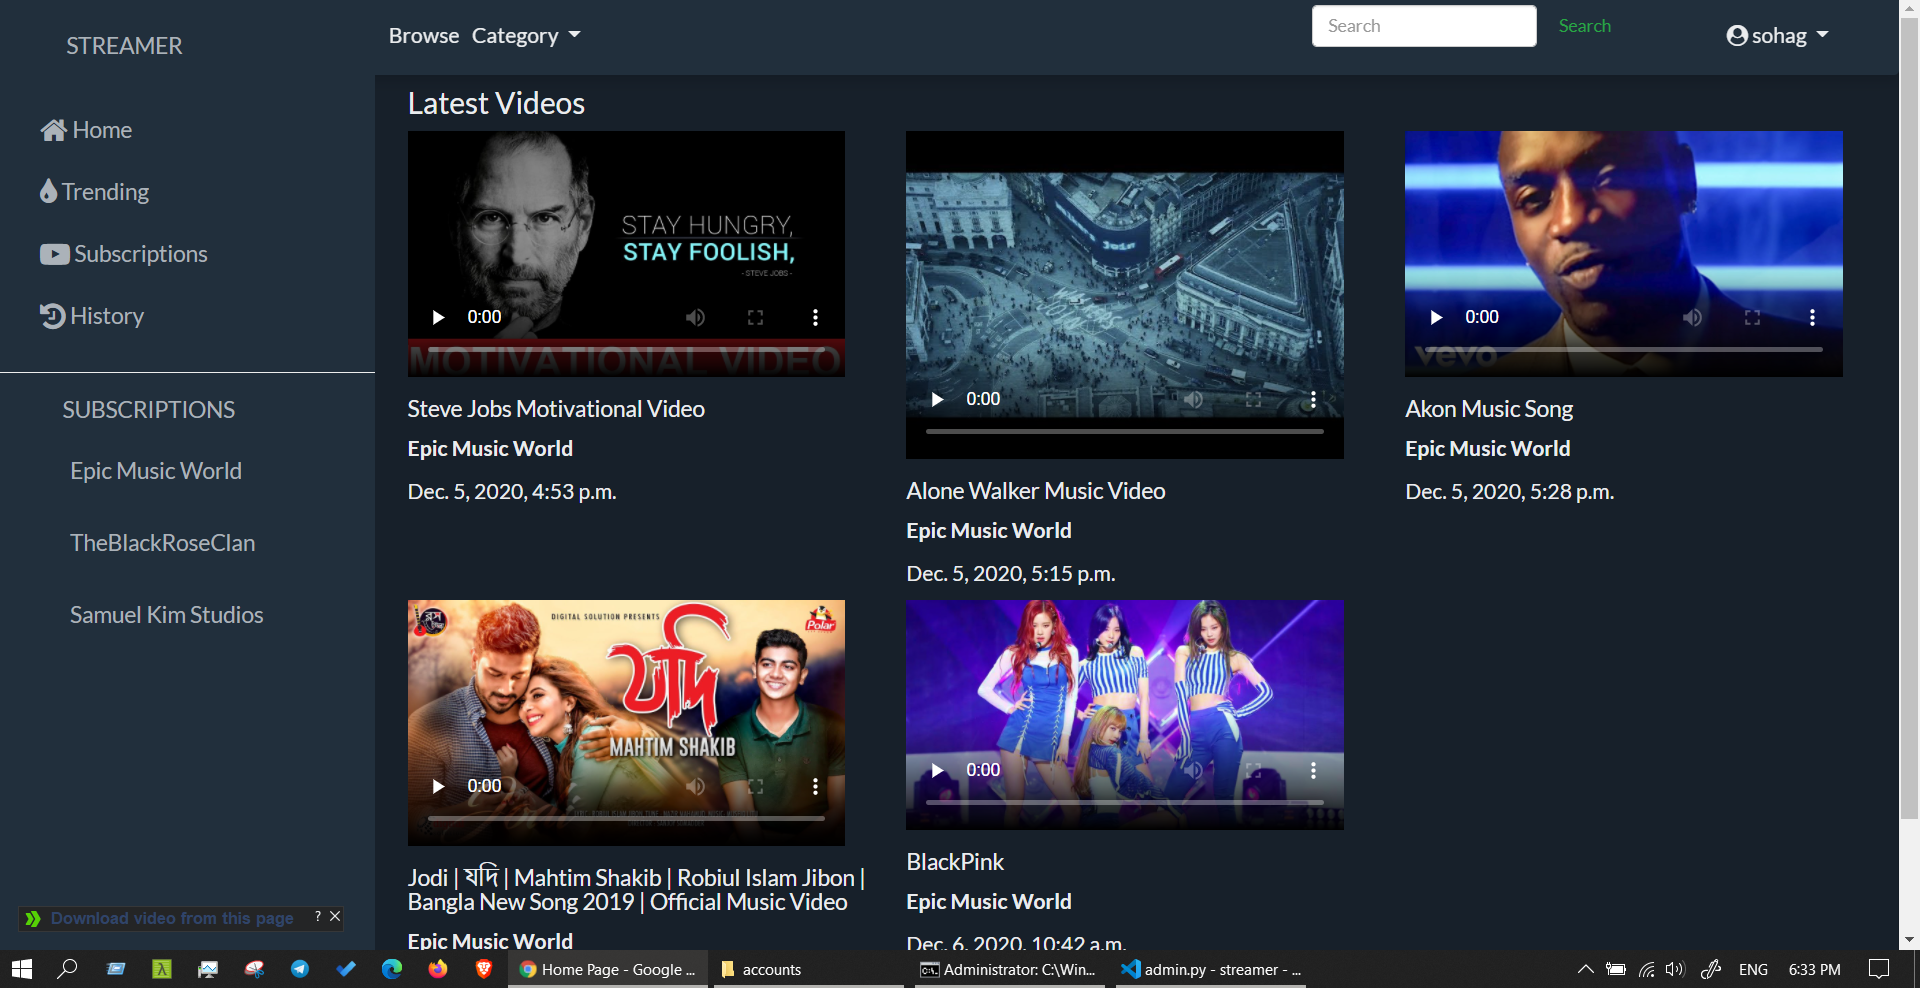 STREAMER
Browse Category
Search
Search
sohag
Home
Trending
Subscriptions
History
SUBSCRIPTIONS
Epic Music World
TheBlackRoseClan
Samuel Kim Studios
Latest Videos
STAY HUNGRY,
STAY FOOLISH,
- STEVE JOBS -
0:00
MOTIVATIONAL VIDEO
Steve Jobs Motivational Video
Epic Music World
Dec. 5, 2020, 4:53 p.m.
0:00
Alone Walker Music Video
Epic Music World
Dec. 5, 2020, 5:15 p.m.
0:00
vevo
Akon Music Song
Epic Music World
Dec. 5, 2020, 5:28 p.m.
DIGITAL SOLUTION PRESENTS
Polar
যদি
MAHTIM SHAKIB
0:00
Jodi | যদি | Mahtim Shakib | Robiul Islam Jibon |
Bangla New Song 2019 | Official Music Video
Epic Music World
0:00
BlackPink
Epic Music World
Dec. 6, 2020, 10:42 a.m.
Download video from this page ?
Home Page - Google ...
accounts
Administrator: C:\Win...
admin.py - streamer - ...
ENG
6:33 PM